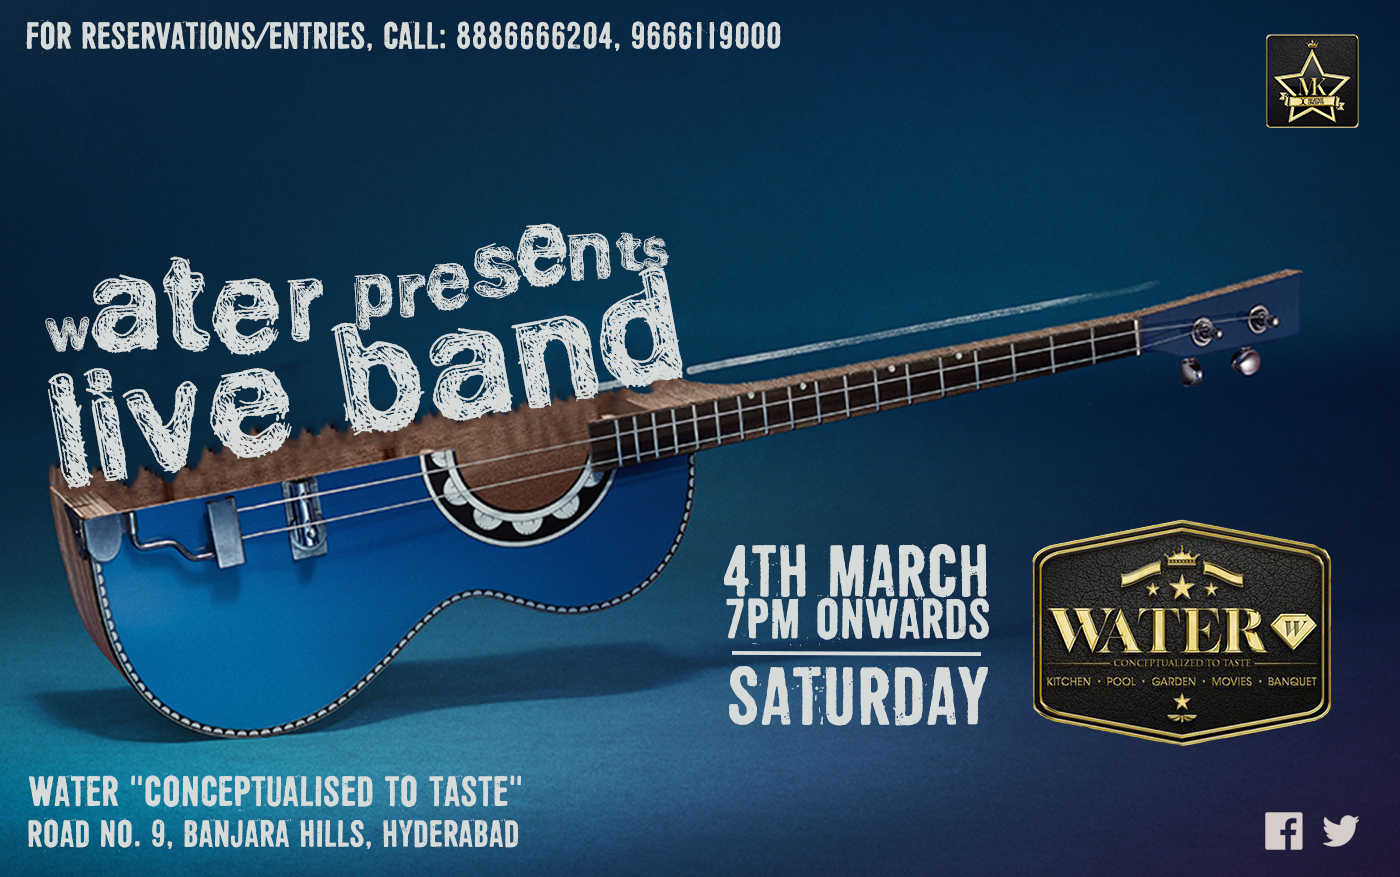 FOR RESERVATIONS/ENTRIES, CALL: 8886666204, 9666119000
MK
water presents
live band
4TH MARCH
7PM ONWARDS
SATURDAY
WATER W
CONCEPTUALIZED TO TASTE
KITCHEN · POOL · GARDEN · MOVIES · BANQUET
WATER "CONCEPTUALISED TO TASTE"
ROAD NO. 9, BANJARA HILLS, HYDERABAD